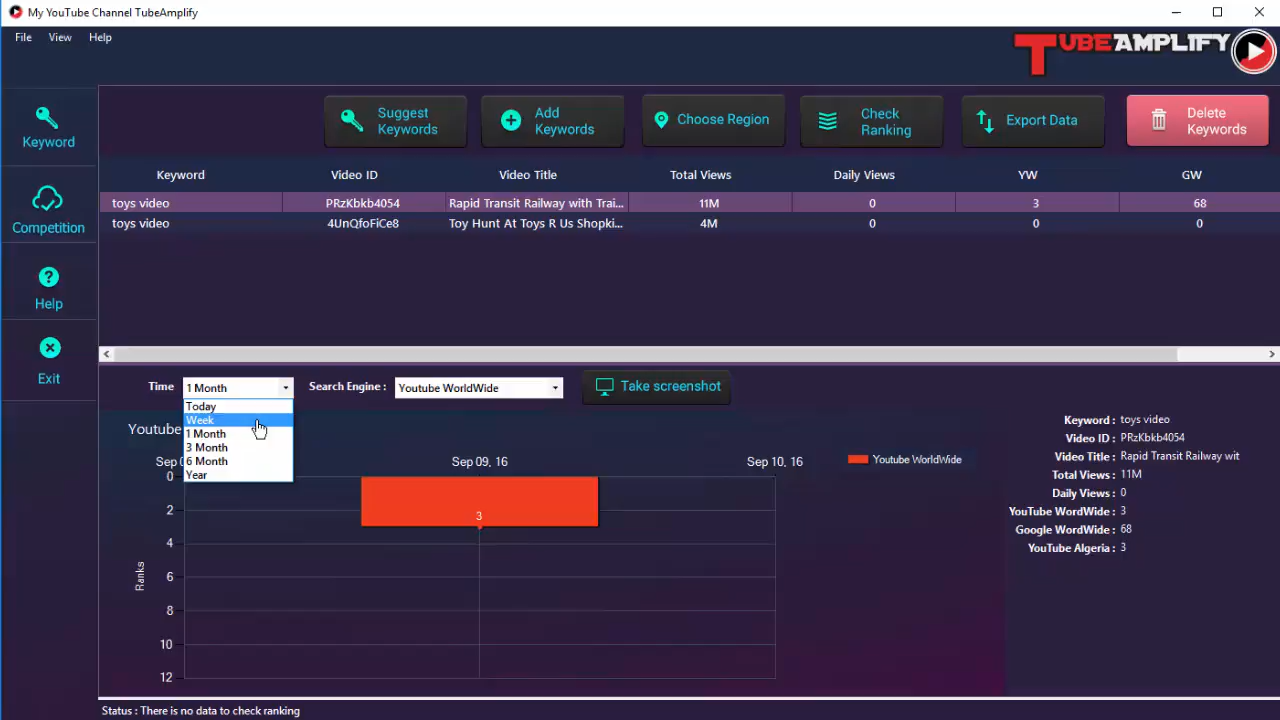 My YouTube Channel TubeAmplify
File View Help
TUBEAMPLIFY
Keyword
Competition
Help
Exit
Suggest Keywords
Add Keywords
Choose Region
Check Ranking
Export Data
Delete Keywords
Keyword Video ID Video Title Total Views Daily Views YW GW
toys video PRzKbkb4054 Rapid Transit Railway with Trai... 11M 0 3 68
toys video 4UnQfoFiCe8 Toy Hunt At Toys R Us Shopki... 4M 0 0 0
Time 1 Month Search Engine : Youtube WorldWide Take screenshot
Today
Week
1 Month
3 Month
6 Month
Year
Youtube
Sep 09, 16 Sep 10, 16
Youtube WorldWide
0
2
4
6
8
10
12
Ranks
3
Keyword : toys video
Video ID : PRzKbkb4054
Video Title : Rapid Transit Railway wit
Total Views : 11M
Daily Views : 0
YouTube WordWide : 3
Google WordWide : 68
YouTube Algeria : 3
Status : There is no data to check ranking